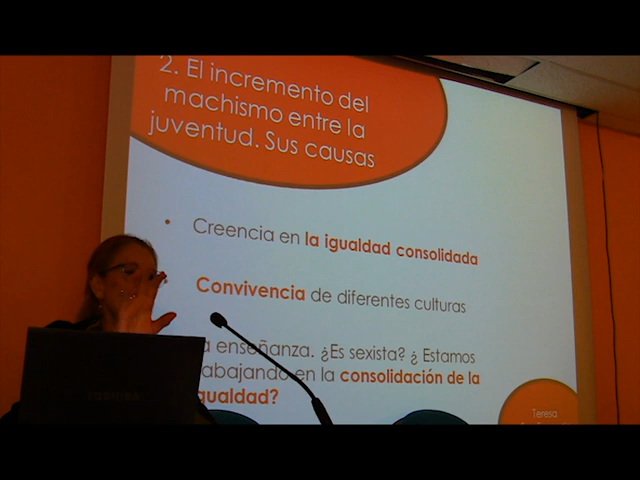 2. El incremento del
machismo entre la
juventud. Sus causas
• Creencia en la igualdad consolidada
Convivencia de diferentes culturas
enseñanza. ¿Es sexista? ¿ Estamos
abajando en la consolidación de la
gualdad?
Teresa
TOSHIBA